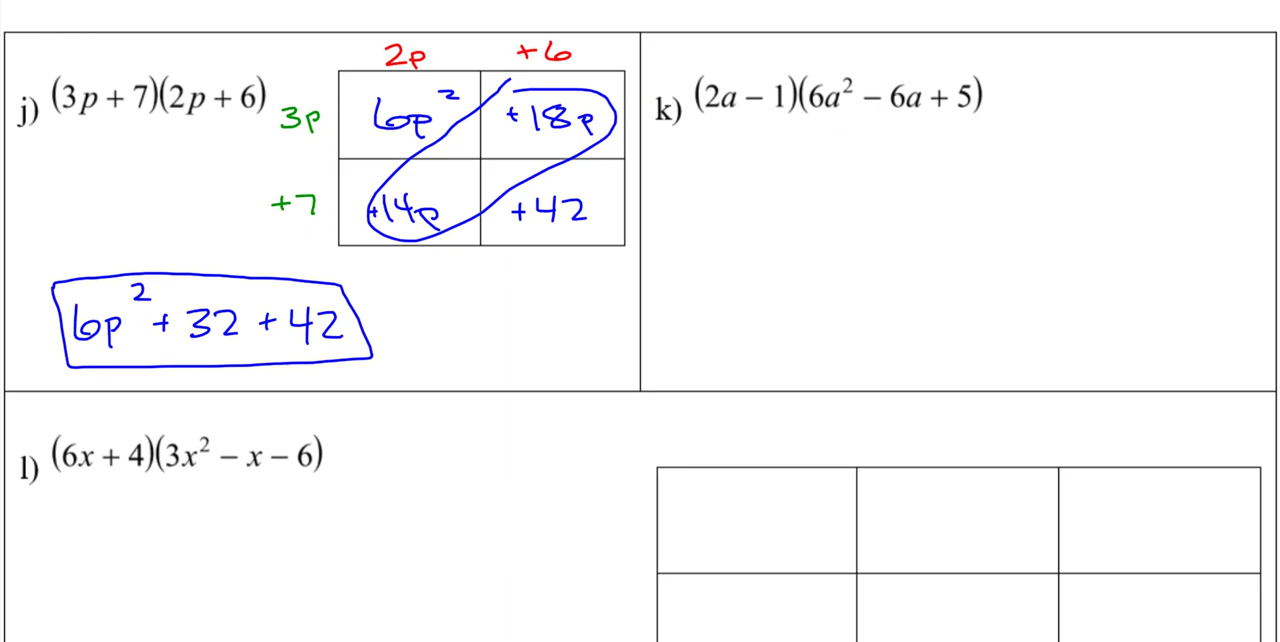 j) (3p + 7)(2p + 6)
2p +6
3p 6p² +18p
+7 +14p +42
6p² + 32 + 42
k) (2a − 1)(6a² − 6a + 5)
l) (6x + 4)(3x² − x − 6)